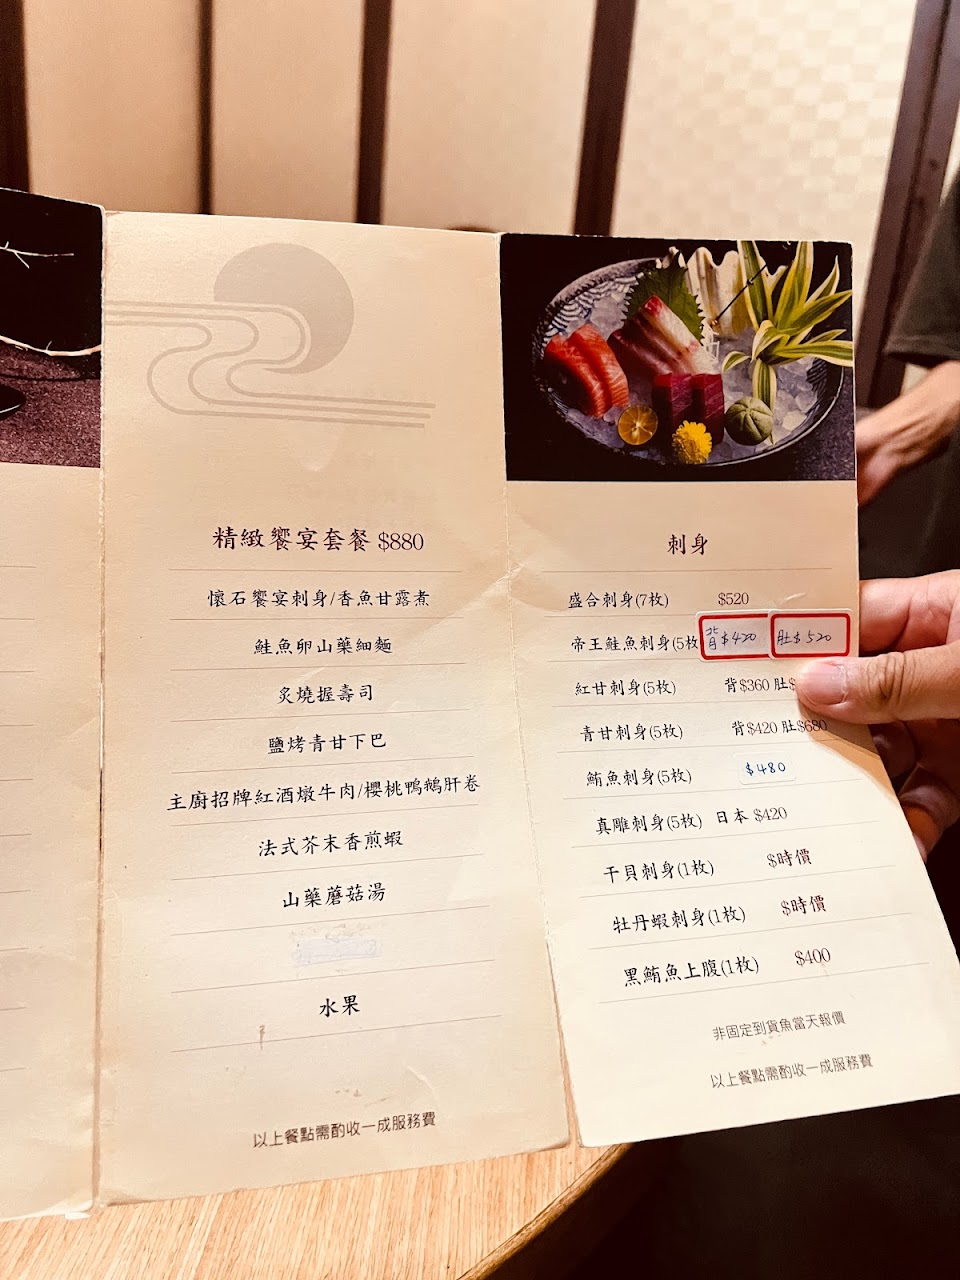 精緻饗宴套餐 $880
懷石饗宴刺身/香魚甘露煮
鮭魚卵山藥細麵
炙燒握壽司
鹽烤青甘下巴
主廚招牌紅酒燉牛肉/櫻桃鴨鵝肝卷
法式芥末香煎蝦
山藥蘑菇湯
水果
以上餐點需酌收一成服務費
刺身
盛合刺身(7枚) $520
帝王鮭魚刺身(5枚 背$420 肚$520
紅甘刺身(5枚) 背$360 肚$
青甘刺身(5枚) 背$420 肚$680
鮪魚刺身(5枚) $480
真雕刺身(5枚) 日本 $420
干貝刺身(1枚) $時價
牡丹蝦刺身(1枚) $時價
黑鮪魚上腹(1枚) $400
非固定到貨魚當天報價
以上餐點需酌收一成服務費